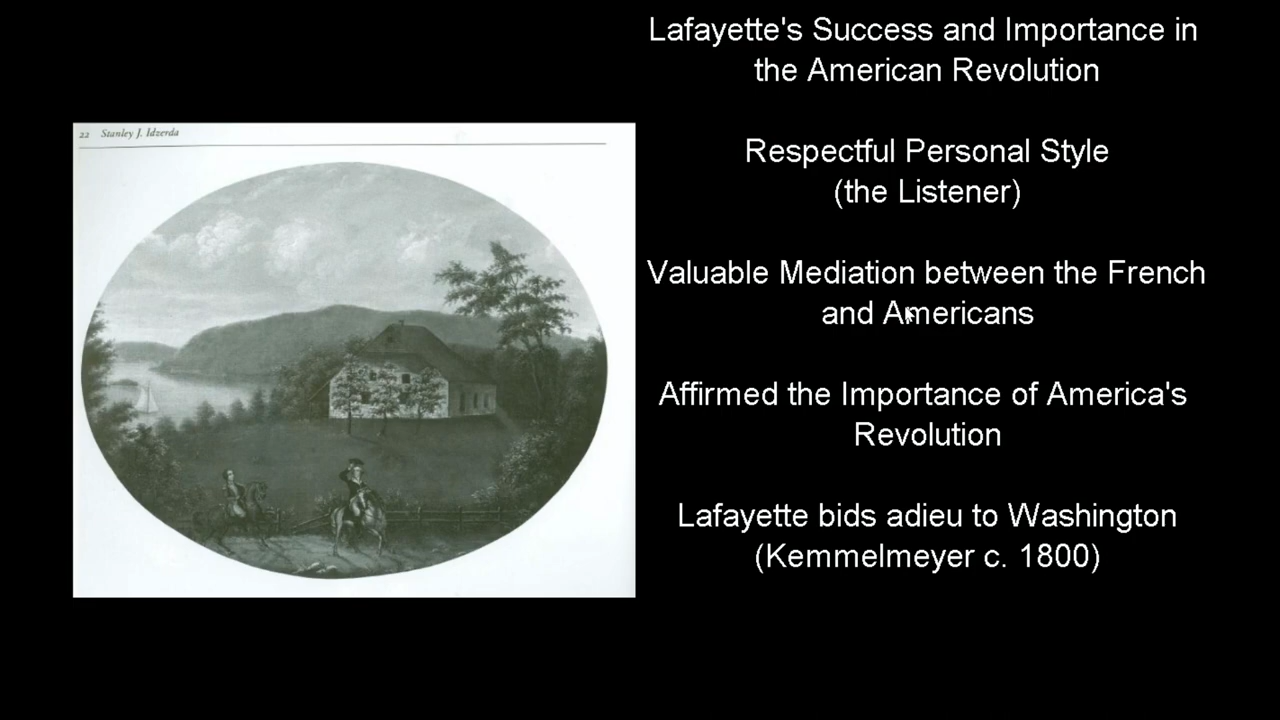 Lafayette's Success and Importance in
the American Revolution
22 Stanley J. Idzerda
Respectful Personal Style
(the Listener)
Valuable Mediation between the French
and Americans
Affirmed the Importance of America's
Revolution
Lafayette bids adieu to Washington
(Kemmelmeyer c. 1800)